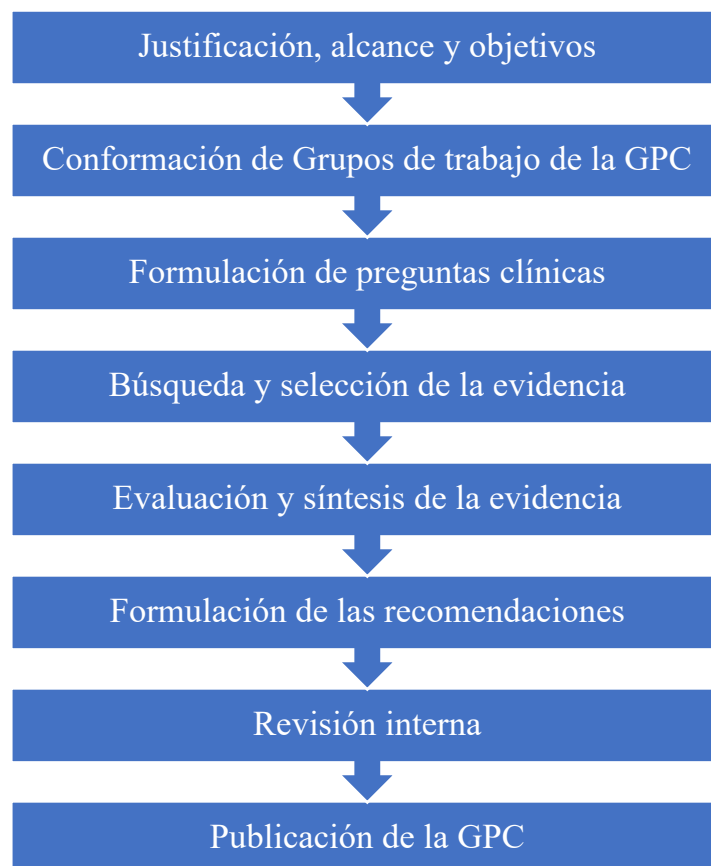 Justificación, alcance y objetivos
Conformación de Grupos de trabajo de la GPC
Formulación de preguntas clínicas
Búsqueda y selección de la evidencia
Evaluación y síntesis de la evidencia
Formulación de las recomendaciones
Revisión interna
Publicación de la GPC